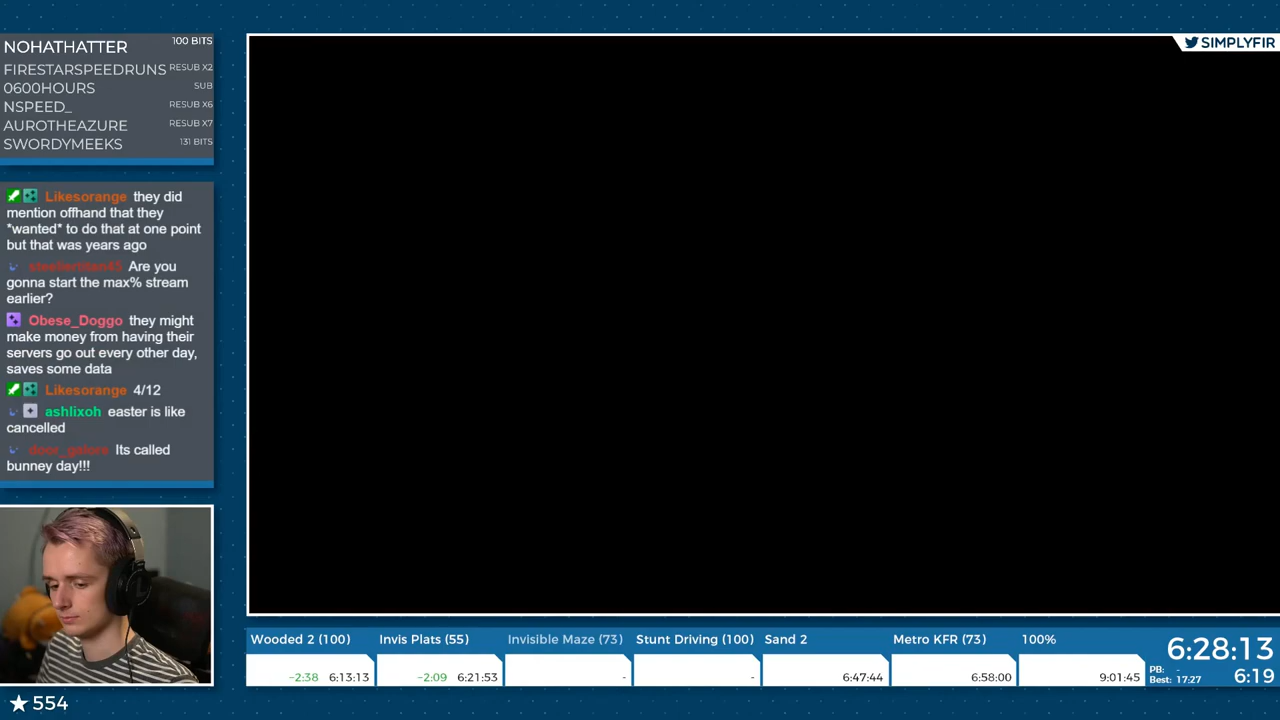 NOHATHATTER 100 BITS
FIRESTARSPEEDRUNS RESUB X2
0600HOURS SUB
NSPEED_ RESUB X6
AUROTHEAZURE RESUB X7
SWORDYMEEKS 131 BITS
SIMPLYFIR
Likesorange they did
mention offhand that they
*wanted* to do that at one point
but that was years ago
Are you
gonna start the max% stream
earlier?
Obese_Doggo they might
make money from having their
servers go out every other day,
saves some data
Likesorange 4/12
ashlixoh easter is like
cancelled
door_galore Its called
bunney day!!!
Wooded 2 (100) Invis Plats (55) Invisible Maze (73) Stunt Driving (100) Sand 2 Metro KFR (73) 100%
−2:38 6:13:13 −2:09 6:21:53 - - 6:47:44 6:58:00 9:01:45
6:28:13
PB: -
Best: 17:27 6:19
★ 554